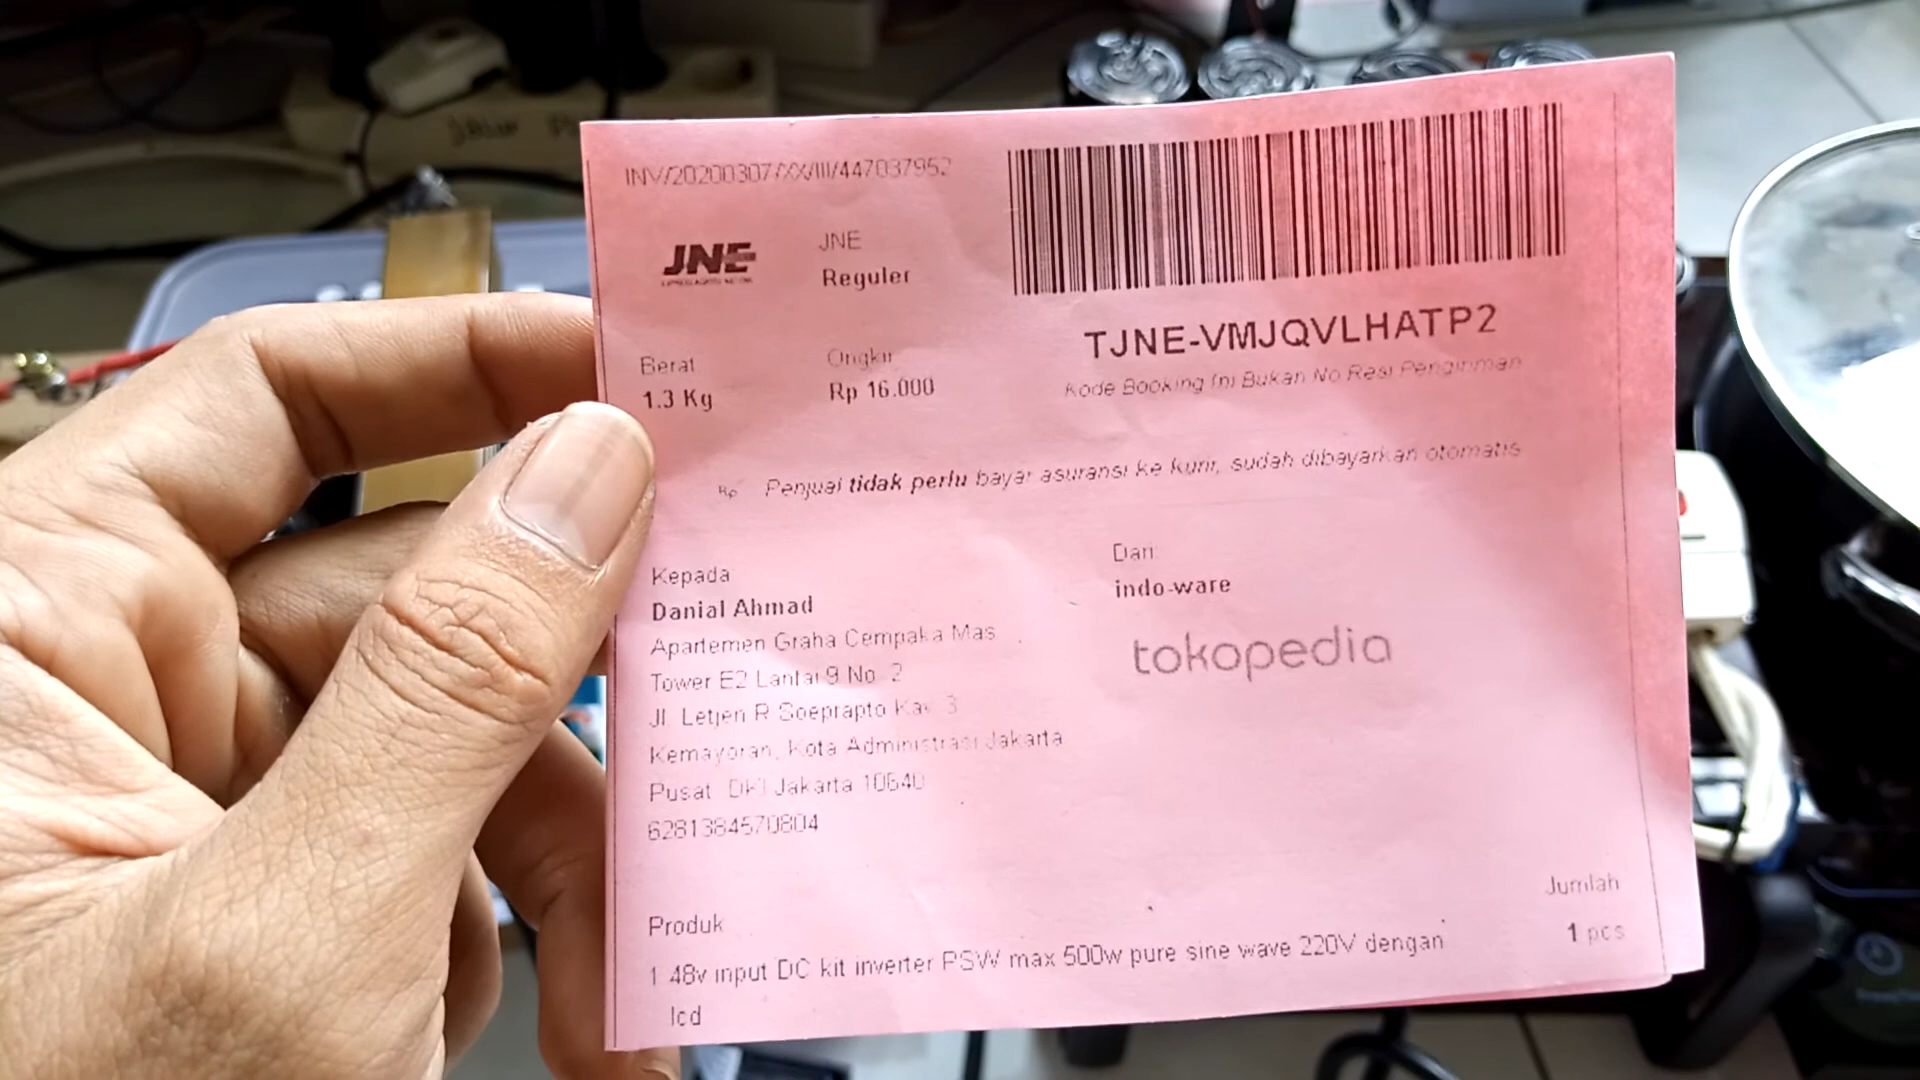 INV/20200307/XX/III/447037952
JNE
JNE
Reguler
Berat
1.3 Kg
Ongkir
Rp 16.000
TJNE-VMJQVLHATP2
Kode Booking Ini Bukan No Resi Pengiriman
Rp Penjual tidak perlu bayar asuransi ke kurir, sudah dibayarkan otomatis
Kepada
Danial Ahmad
Apartemen Graha Cempaka Mas
Tower E2 Lantai 9 No. 2
Jl. Letjen R Soeprapto Kav. 3
Kemayoran, Kota Administrasi Jakarta
Pusat, DKI Jakarta 10640
6281384570804
Dari:
indo-ware
tokopedia
Produk
Jumlah
1 48v input DC kit inverter PSW max 500w pure sine wave 220V dengan
lcd
1 pcs